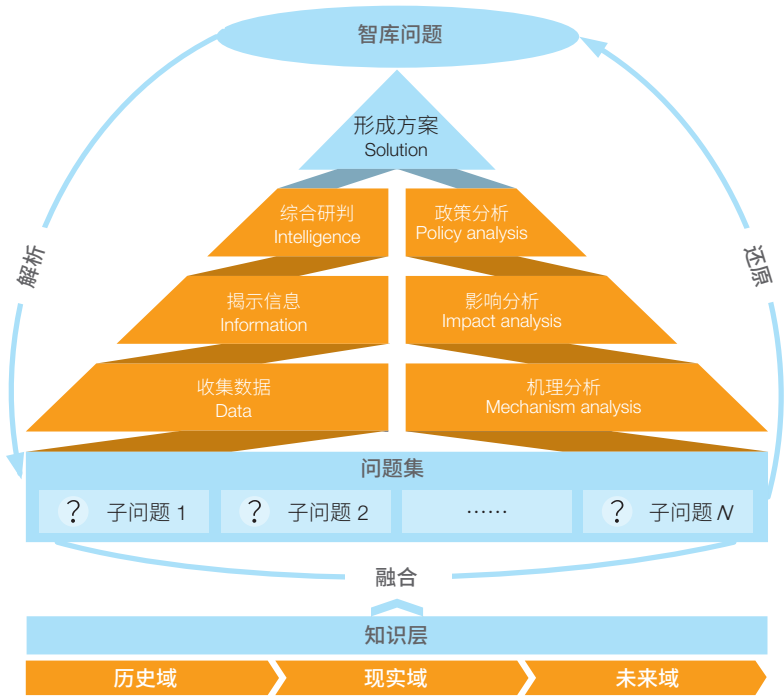 智库问题
形成方案
Solution
综合研判
Intelligence
政策分析
Policy analysis
解析
还原
揭示信息
Information
影响分析
Impact analysis
收集数据
Data
机理分析
Mechanism analysis
问题集
? 子问题 1
? 子问题 2
……
? 子问题 N
融合
知识层
历史域
现实域
未来域